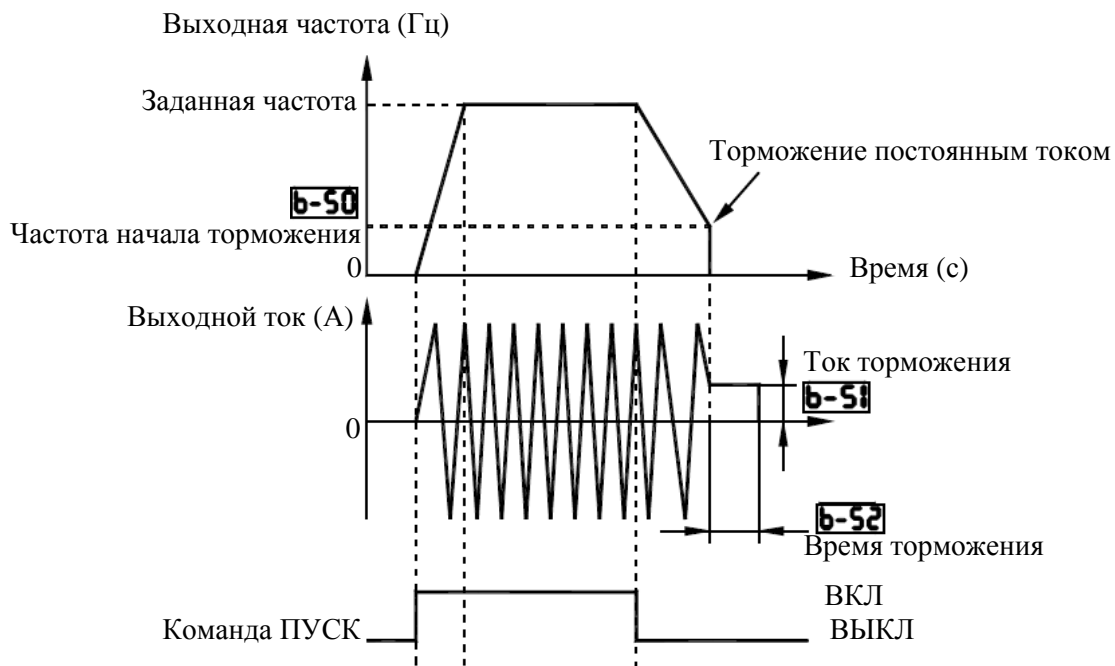 Выходная частота (Гц)
Заданная частота
Торможение постоянным током
b-50
Частота начала торможения
0
Время (с)
Выходной ток (А)
Ток торможения
b-51
0
b-52
Время торможения
ВКЛ
Команда ПУСК
ВЫКЛ